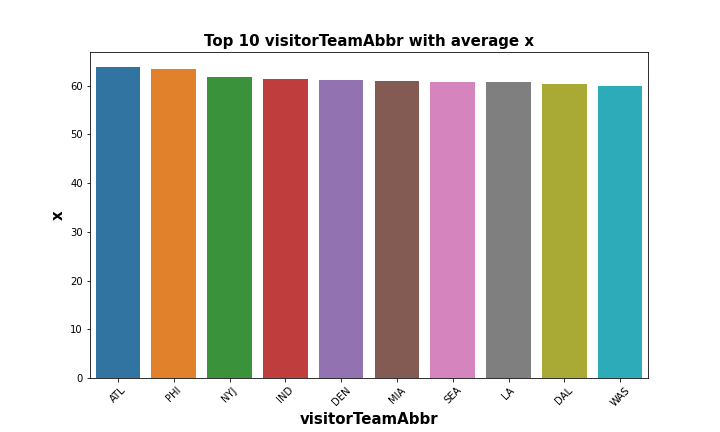 Top 10 visitorTeamAbbr with average x
60
50
40
30
20
10
0
x
ATL PHI NYJ IND DEN MIA SEA LA DAL WAS
visitorTeamAbbr